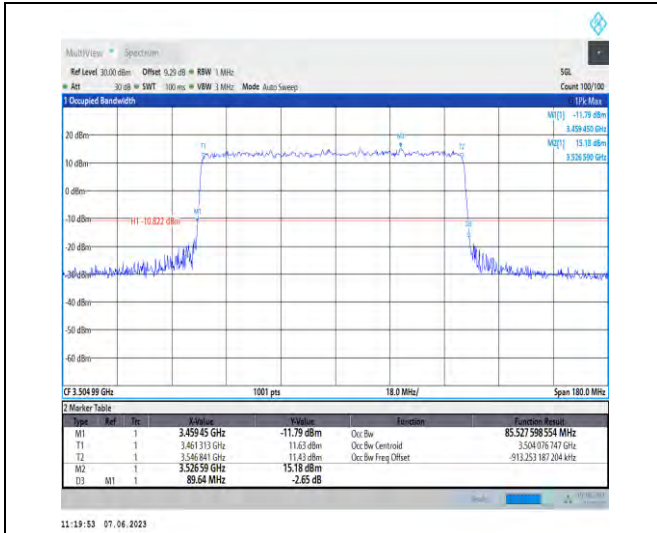 MultiView Spectrum
Ref Level 30.00 dBm Offset 9.29 dB RBW 1 MHz SGL
Att 30 dB SWT 100 ms VBW 3 MHz Mode Auto Sweep Count 100/100
1 Occupied Bandwidth 1Pk Max
M1[1] -11.79 dBm
3.459 450 GHz
M2[1] 15.18 dBm
3.526 590 GHz
20 dBm
T1 M2 T2
10 dBm
0 dBm
M1
-10 dBm
H1 -10.822 dBm
D3
-20 dBm
-30 dBm
-40 dBm
-50 dBm
-60 dBm
CF 3.504 99 GHz 1001 pts 18.0 MHz/ Span 180.0 MHz
2 Marker Table
Type Ref Trc X-Value Y-Value Function Function Result
M1 1 3.459 45 GHz -11.79 dBm Occ Bw 85.527 598 554 MHz
T1 1 3.461 313 GHz 11.63 dBm Occ Bw Centroid 3.504 076 747 GHz
T2 1 3.546 841 GHz 11.43 dBm Occ Bw Freq Offset -913.253 187 204 kHz
M2 1 3.526 59 GHz 15.18 dBm
D3 M1 1 89.64 MHz -2.65 dB
Ready
11:19:53 07.06.2023